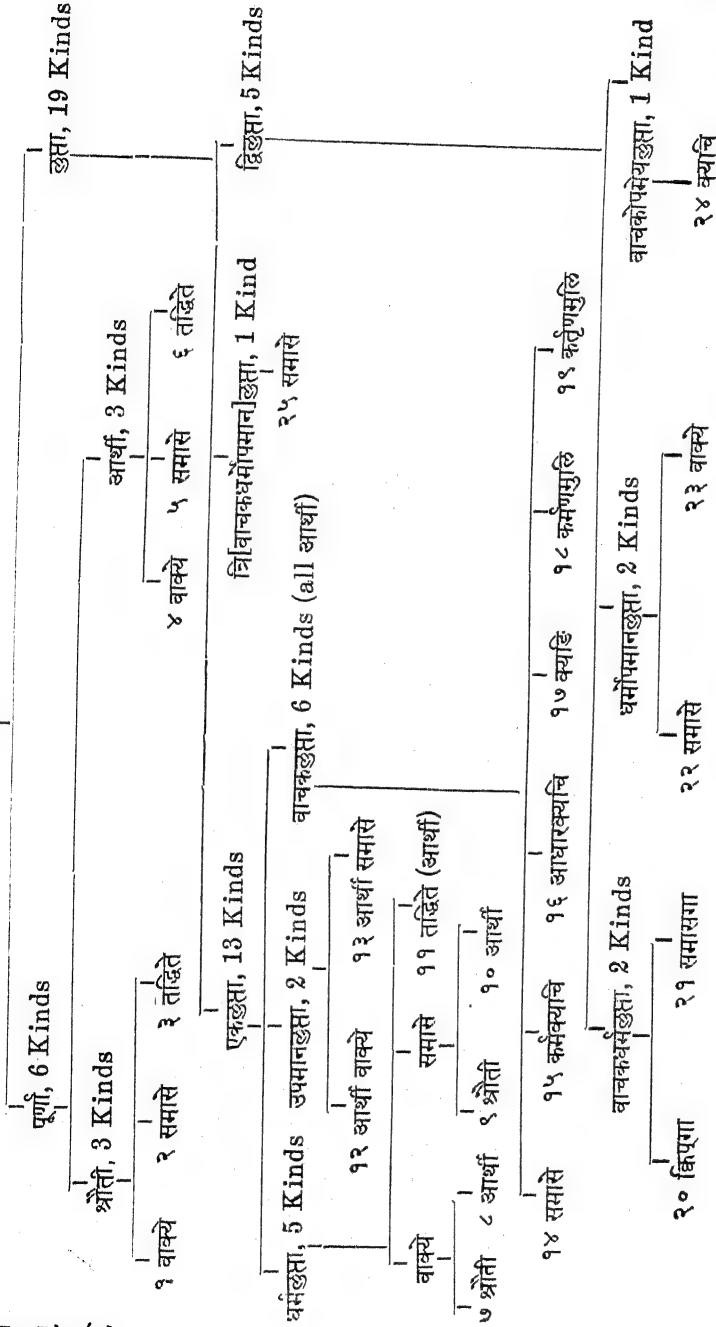 पूर्णा, 6 Kinds लुप्ता, 19 Kinds
श्रौती, 3 Kinds आर्थी, 3 Kinds
१ वाक्ये २ समासे ३ तद्धिते ४ वाक्ये ५ समासे ६ तद्धिते
एकलुप्ता, 13 Kinds त्रि[वाचकधर्मोपमान]लुप्ता, 1 Kind द्विलुप्ता, 5 Kinds
२५ समासे
धर्मलुप्ता, 5 Kinds उपमानलुप्ता, 2 Kinds वाचकलुप्ता, 6 Kinds (all आर्थी)
१२ आर्थी वाक्ये १३ आर्थी समासे
वाक्ये समासे ११ तद्धिते (आर्थी)
७ श्रौती ८ आर्थी ९ श्रौती १० आर्थी
१४ समासे १५ कर्मक्यचि १६ आधारक्यचि १७ क्यङि १८ कर्मणमुलि १९ कर्तृणमुलि
वाचकधर्मलुप्ता, 2 Kinds धर्मोपमानलुप्ता, 2 Kinds वाचकोपमेयलुप्ता, 1 Kind
२० क्विप्गा २१ समासगा २२ समासे २३ वाक्ये २४ क्यचि